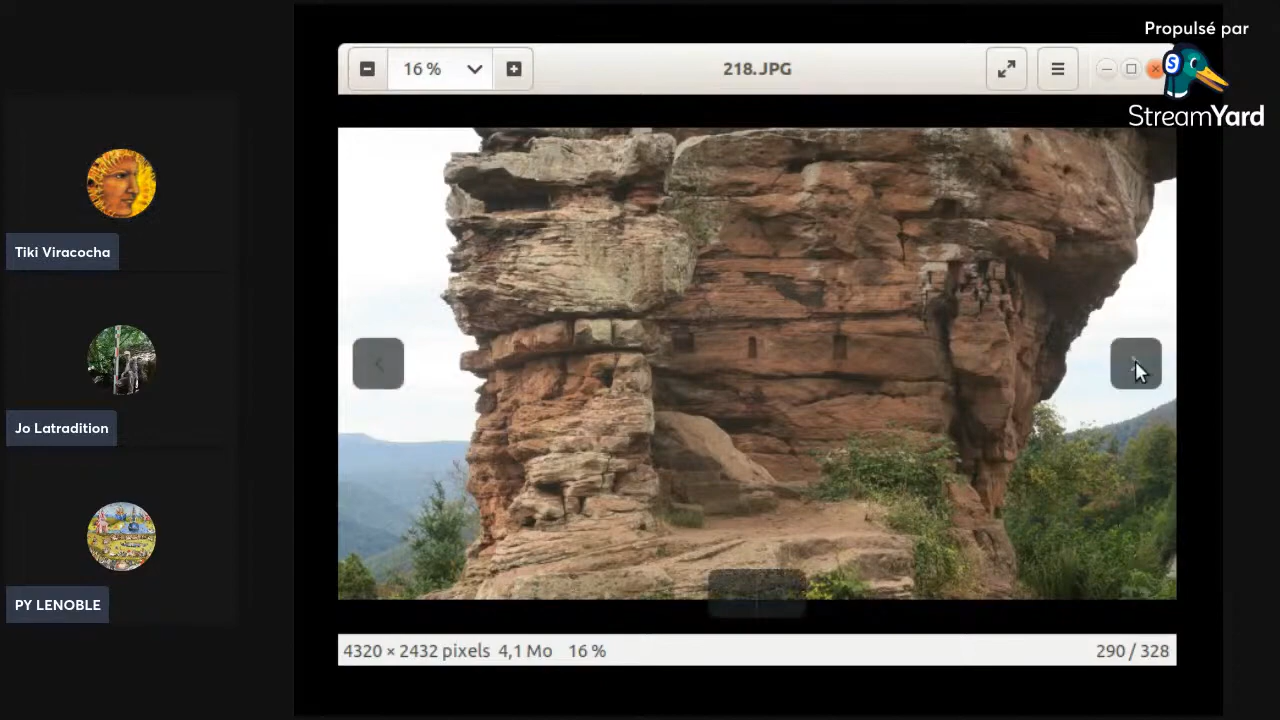 Propulsé par
StreamYard
16 %
218.JPG
Tiki Viracocha
Jo Latradition
PY LENOBLE
4320 × 2432 pixels 4,1 Mo 16 %
290 / 328